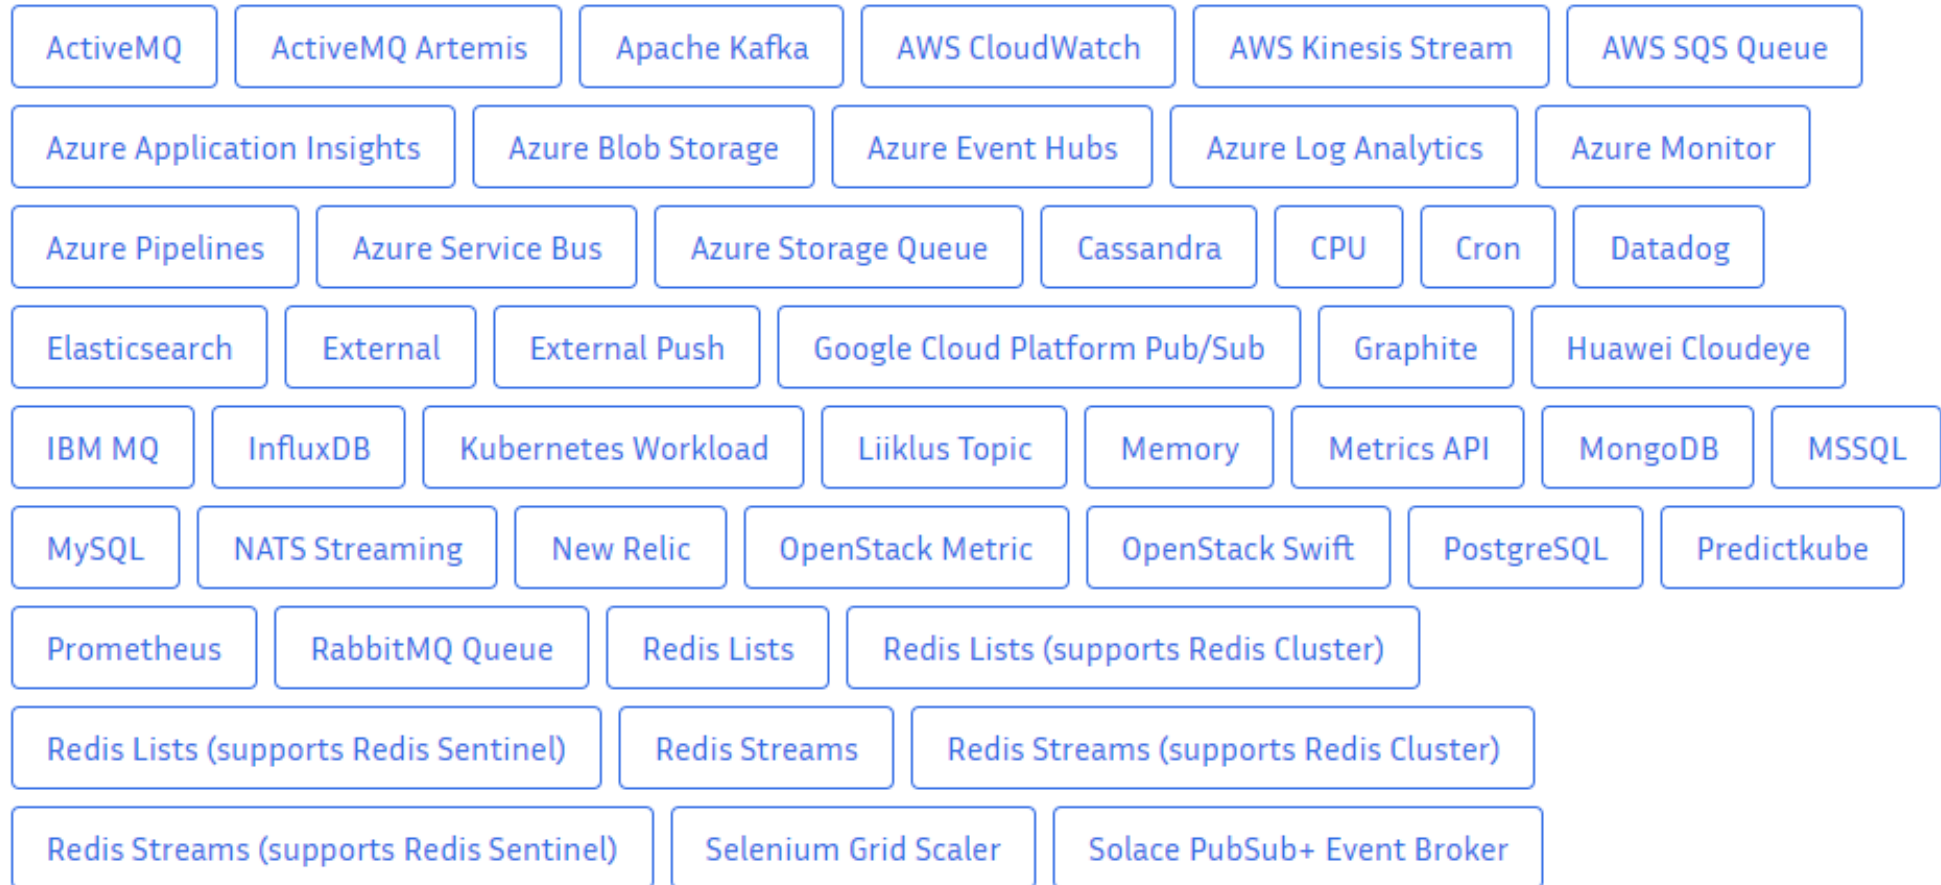 ActiveMQ ActiveMQ Artemis Apache Kafka AWS CloudWatch AWS Kinesis Stream AWS SQS Queue
Azure Application Insights Azure Blob Storage Azure Event Hubs Azure Log Analytics Azure Monitor
Azure Pipelines Azure Service Bus Azure Storage Queue Cassandra CPU Cron Datadog
Elasticsearch External External Push Google Cloud Platform Pub/Sub Graphite Huawei Cloudeye
IBM MQ InfluxDB Kubernetes Workload Liiklus Topic Memory Metrics API MongoDB MSSQL
MySQL NATS Streaming New Relic OpenStack Metric OpenStack Swift PostgreSQL Predictkube
Prometheus RabbitMQ Queue Redis Lists Redis Lists (supports Redis Cluster)
Redis Lists (supports Redis Sentinel) Redis Streams Redis Streams (supports Redis Cluster)
Redis Streams (supports Redis Sentinel) Selenium Grid Scaler Solace PubSub+ Event Broker